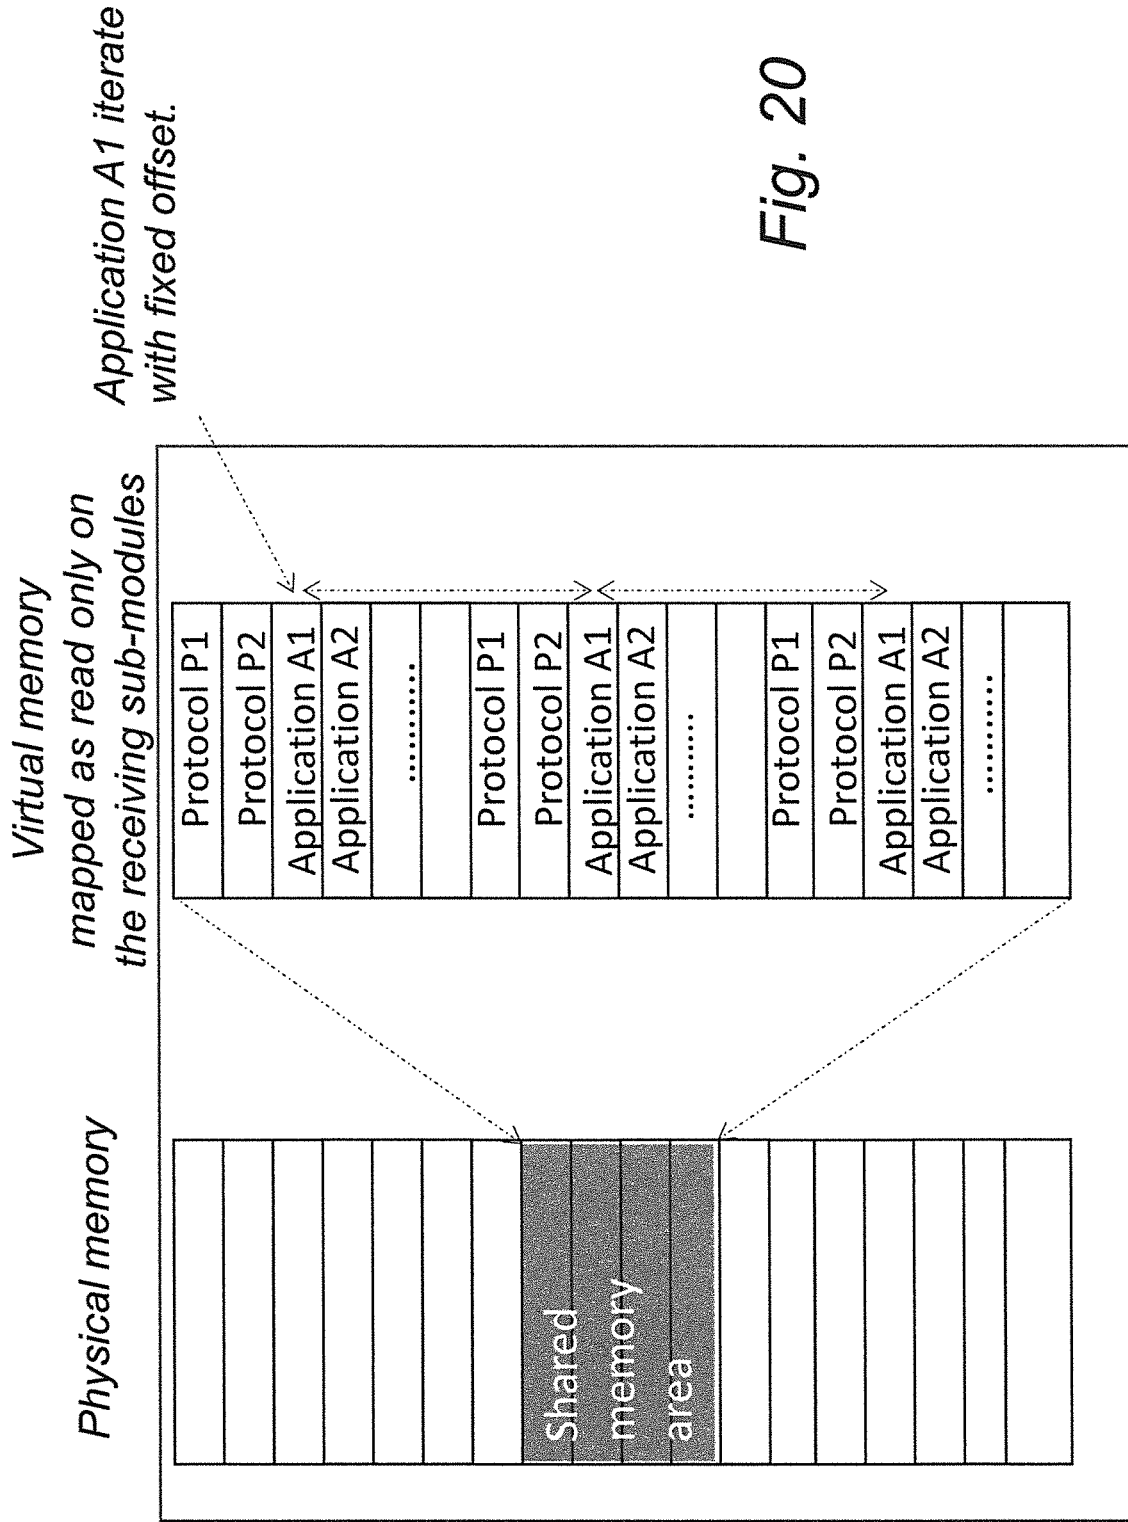 Physical memory
Shared
memory
area
Virtual memory
mapped as read only on
the receiving sub-modules
Protocol P1
Protocol P2
Application A1
Application A2
...........
Protocol P1
Protocol P2
Application A1
Application A2
..........
Protocol P1
Protocol P2
Application A1
Application A2
...........
Application A1 iterate
with fixed offset.
Fig. 20